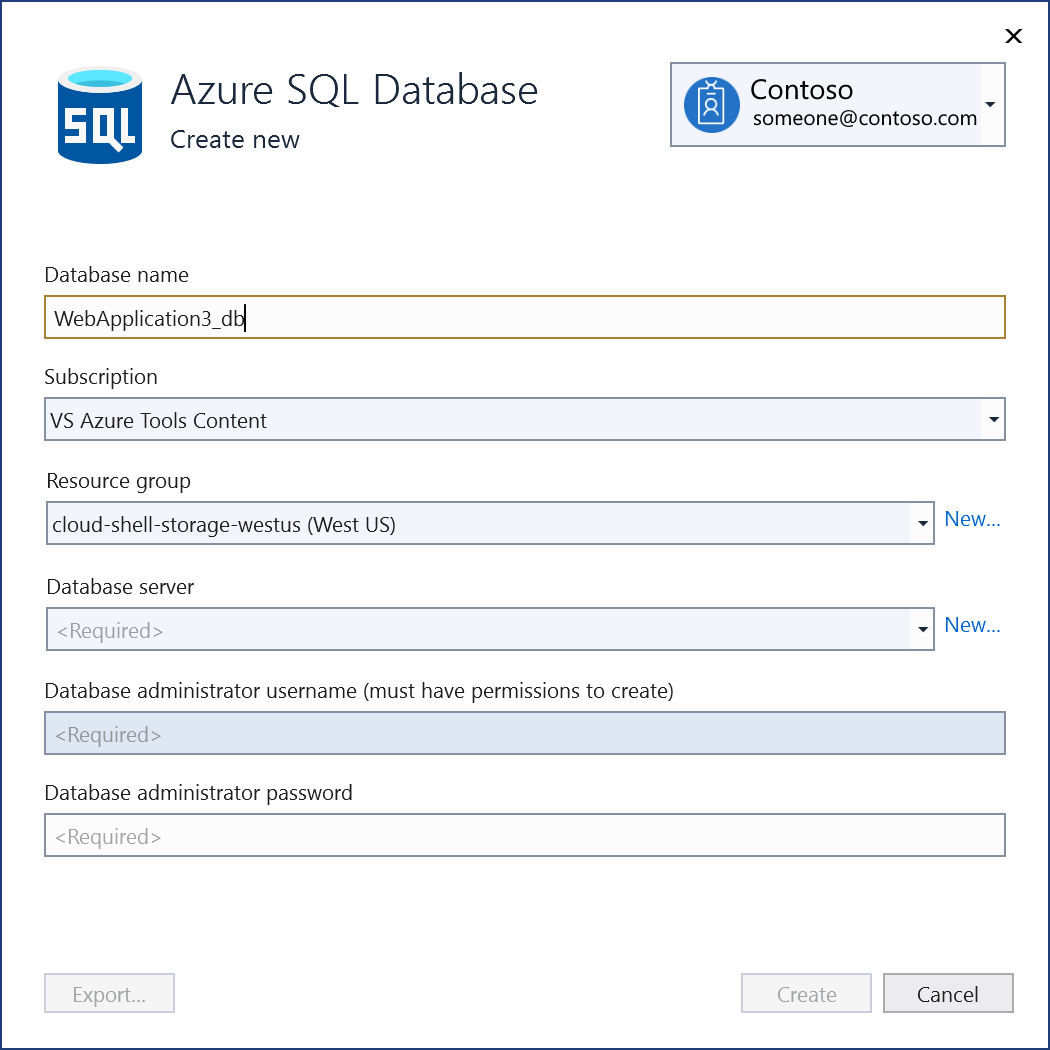 SQL
Azure SQL Database
Create new
Contoso
someone@contoso.com
Database name
WebApplication3_db
Subscription
VS Azure Tools Content
Resource group
cloud-shell-storage-westus (West US)
New...
Database server
<Required>
New...
Database administrator username (must have permissions to create)
<Required>
Database administrator password
<Required>
Export...
Create
Cancel